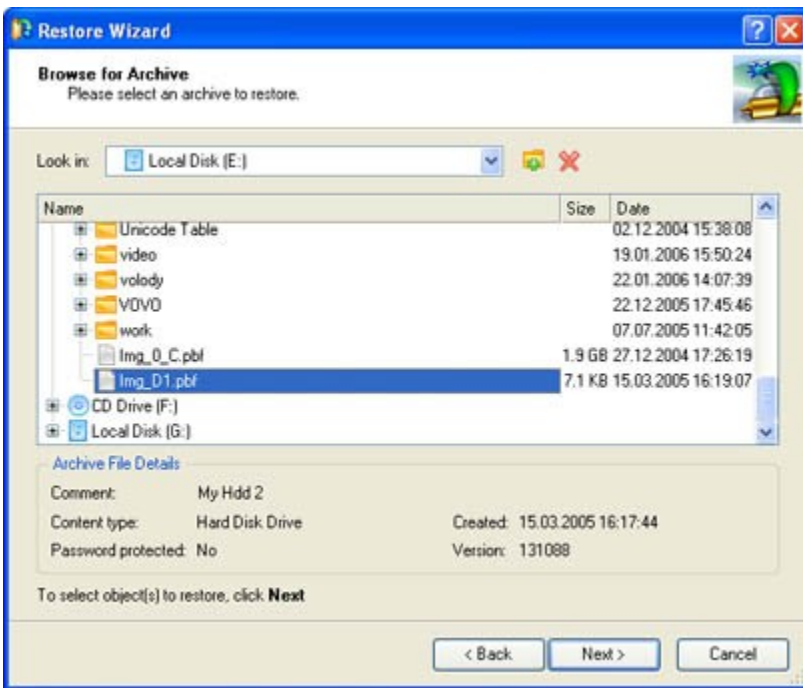 Restore Wizard
Browse for Archive
Please select an archive to restore.
Look in: Local Disk (E:)
Name Size Date
Unicode Table 02.12.2004 15:38:08
video 19.01.2006 15:50:24
volody 22.01.2006 14:07:39
VOVO 22.12.2005 17:45:46
work 07.07.2005 11:42:05
Img_0_C.pbf 1.9 GB 27.12.2004 17:26:19
Img_D1.pbf 7.1 KB 15.03.2005 16:19:07
CD Drive (F:)
Local Disk (G:)
Archive File Details
Comment: My Hdd 2
Content type: Hard Disk Drive Created: 15.03.2005 16:17:44
Password protected: No Version: 131088
To select object(s) to restore, click Next
< Back Next > Cancel